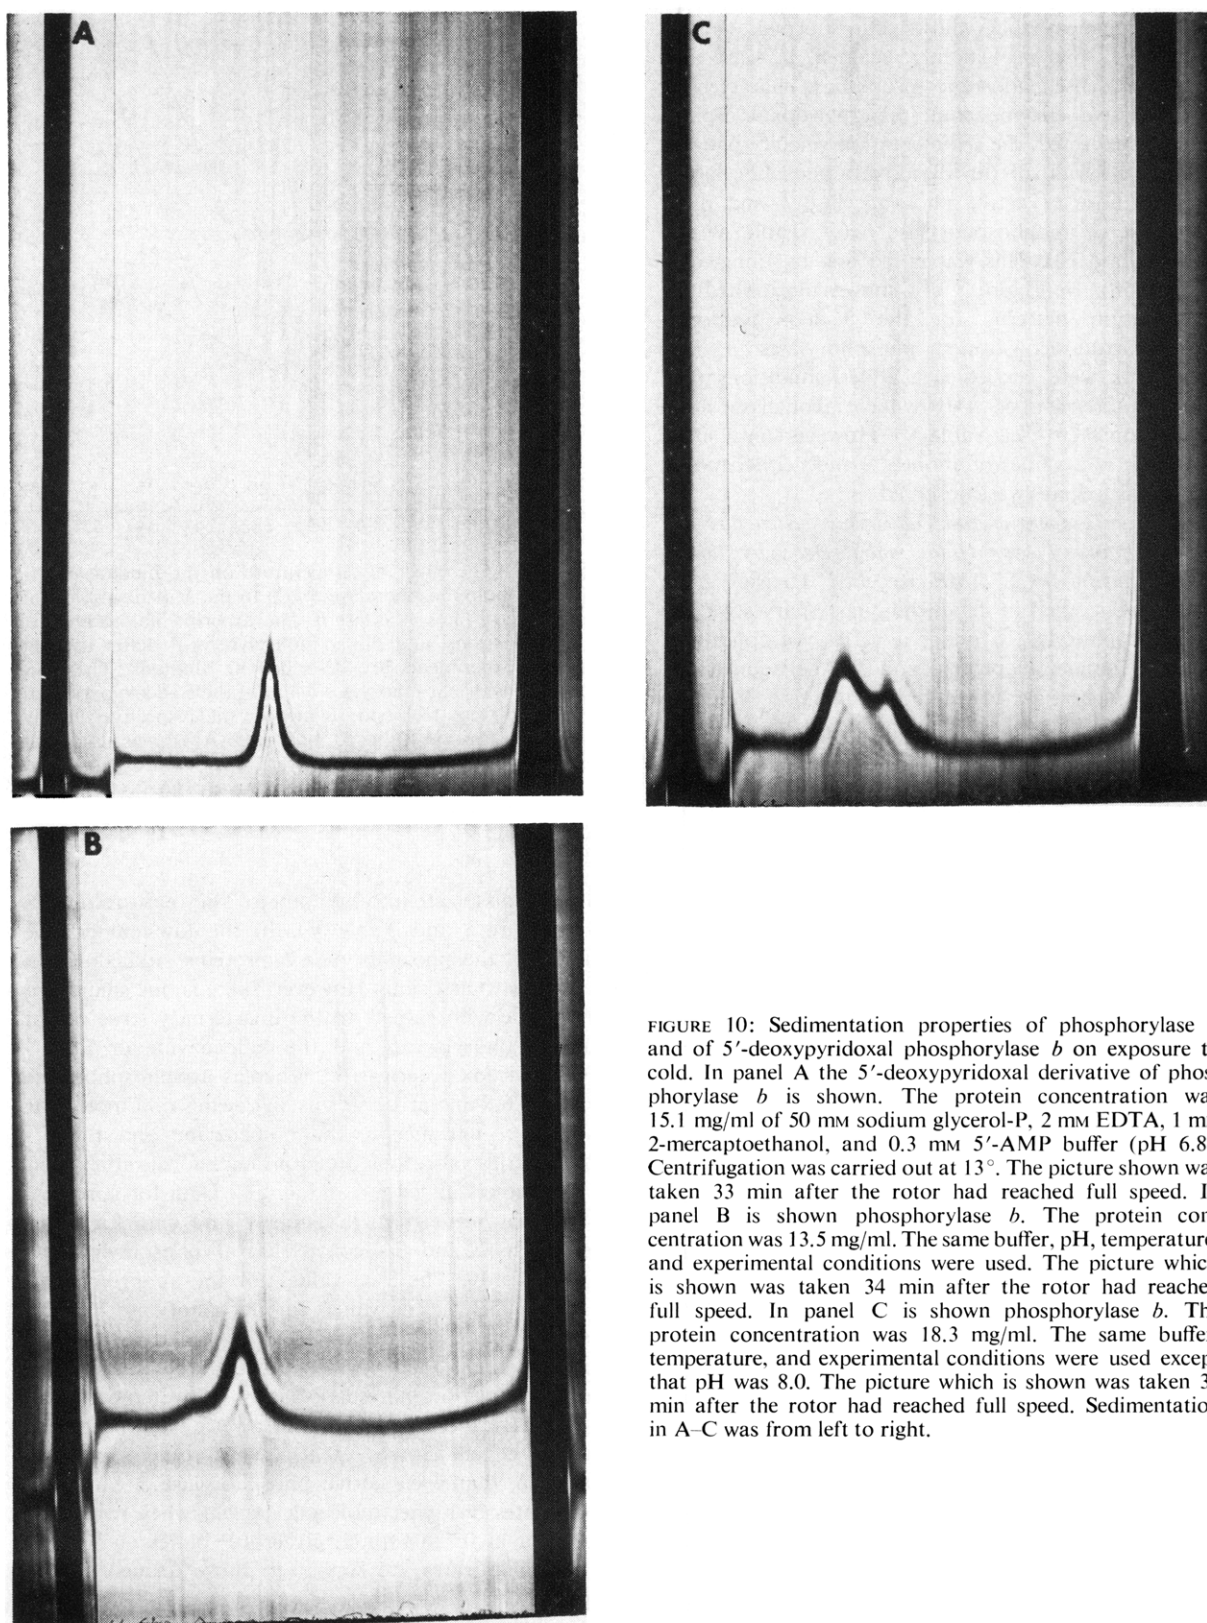 A
C
B
FIGURE 10: Sedimentation properties of phosphorylase
and of 5′-deoxypyridoxal phosphorylase b on exposure t
cold. In panel A the 5′-deoxypyridoxal derivative of phos
phorylase b is shown. The protein concentration wa
15.1 mg/ml of 50 mM sodium glycerol-P, 2 mM EDTA, 1 m
2-mercaptoethanol, and 0.3 mM 5′-AMP buffer (pH 6.8
Centrifugation was carried out at 13°. The picture shown wa
taken 33 min after the rotor had reached full speed. I
panel B is shown phosphorylase b. The protein con
centration was 13.5 mg/ml. The same buffer, pH, temperature
and experimental conditions were used. The picture whic
is shown was taken 34 min after the rotor had reache
full speed. In panel C is shown phosphorylase b. Th
protein concentration was 18.3 mg/ml. The same buffe
temperature, and experimental conditions were used excep
that pH was 8.0. The picture which is shown was taken 3
min after the rotor had reached full speed. Sedimentatio
in A–C was from left to right.